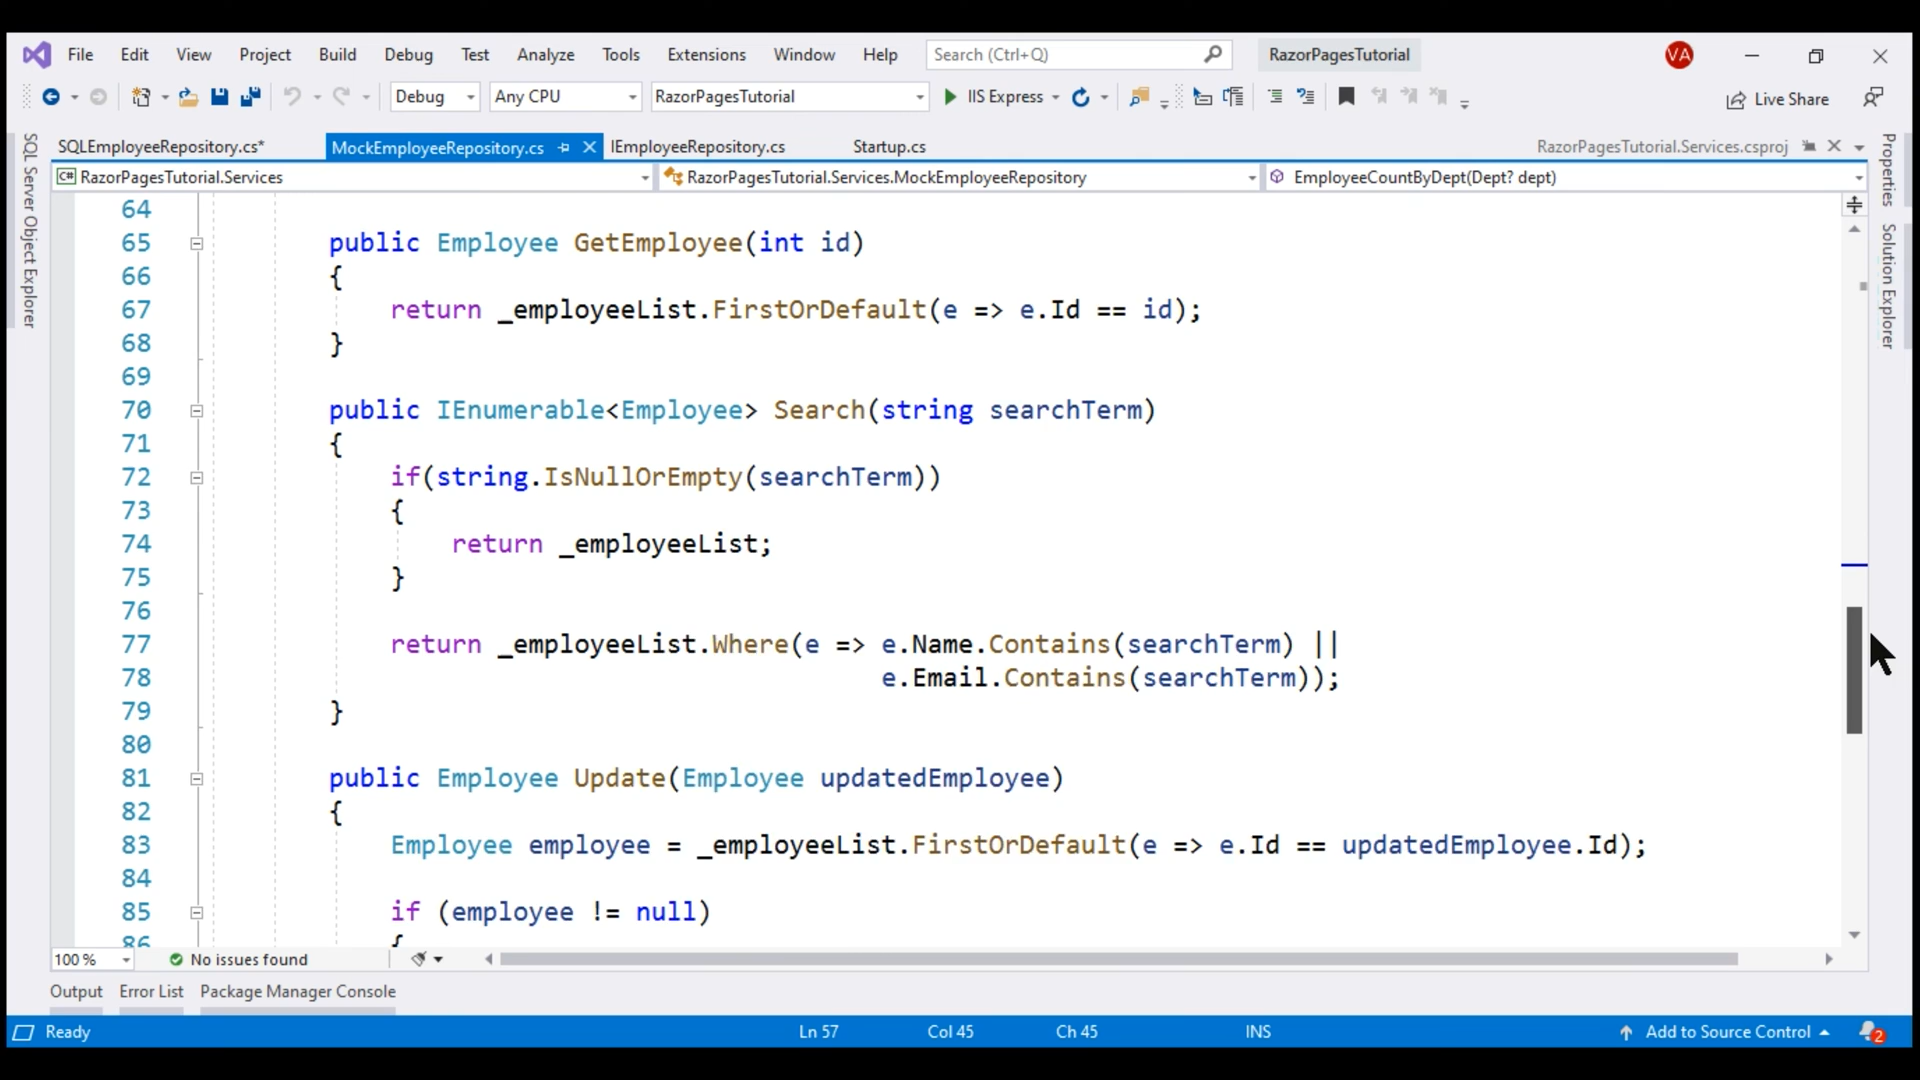 File Edit View Project Build Debug Test Analyze Tools Extensions Window Help Search (Ctrl+Q) RazorPagesTutorial VA
Debug Any CPU RazorPagesTutorial IIS Express Live Share
SQLEmployeeRepository.cs* MockEmployeeRepository.cs IEmployeeRepository.cs Startup.cs RazorPagesTutorial.Services.csproj
C# RazorPagesTutorial.Services RazorPagesTutorial.Services.MockEmployeeRepository EmployeeCountByDept(Dept? dept)
SQL Server Object Explorer
Properties
Solution Explorer
64
65 public Employee GetEmployee(int id)
66 {
67 return _employeeList.FirstOrDefault(e => e.Id == id);
68 }
69
70 public IEnumerable<Employee> Search(string searchTerm)
71 {
72 if(string.IsNullOrEmpty(searchTerm))
73 {
74 return _employeeList;
75 }
76
77 return _employeeList.Where(e => e.Name.Contains(searchTerm) ||
78 e.Email.Contains(searchTerm));
79 }
80
81 public Employee Update(Employee updatedEmployee)
82 {
83 Employee employee = _employeeList.FirstOrDefault(e => e.Id == updatedEmployee.Id);
84
85 if (employee != null)
86 {
100 % No issues found
Output Error List Package Manager Console
Ready Ln 57 Col 45 Ch 45 INS Add to Source Control 2